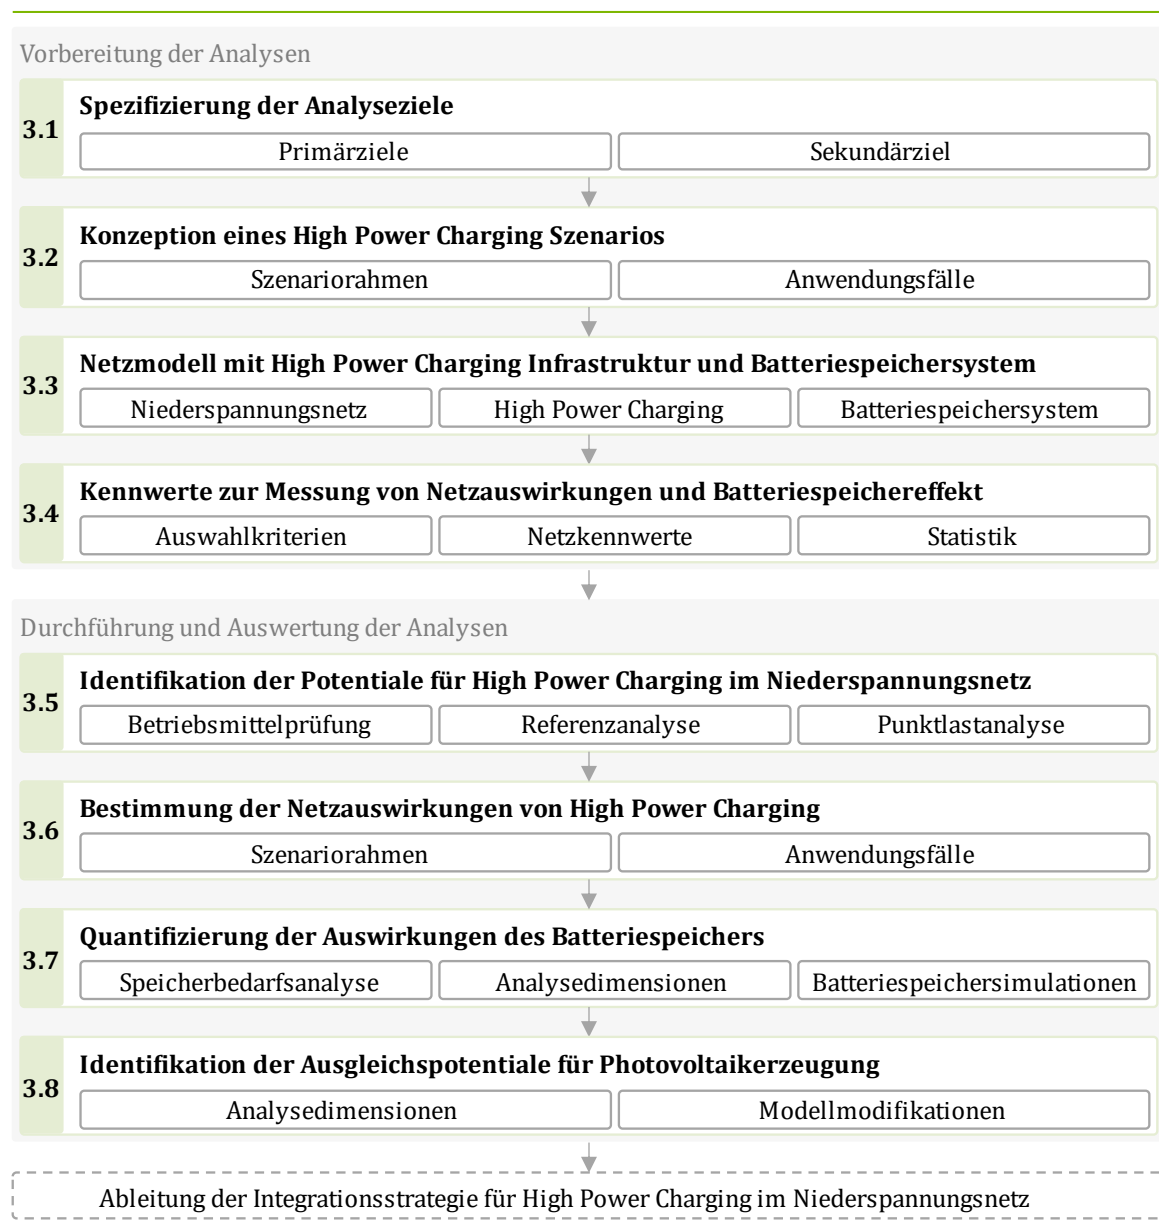 Vorbereitung der Analysen
3.1
Spezifizierung der Analyseziele
Primärziele
Sekundärziel
3.2
Konzeption eines High Power Charging Szenarios
Szenariorahmen
Anwendungsfälle
3.3
Netzmodell mit High Power Charging Infrastruktur und Batteriespeichersystem
Niederspannungsnetz
High Power Charging
Batteriespeichersystem
3.4
Kennwerte zur Messung von Netzauswirkungen und Batteriespeichereffekt
Auswahlkriterien
Netzkennwerte
Statistik
Durchführung und Auswertung der Analysen
3.5
Identifikation der Potentiale für High Power Charging im Niederspannungsnetz
Betriebsmittelprüfung
Referenzanalyse
Punktlastanalyse
3.6
Bestimmung der Netzauswirkungen von High Power Charging
Szenariorahmen
Anwendungsfälle
3.7
Quantifizierung der Auswirkungen des Batteriespeichers
Speicherbedarfsanalyse
Analysedimensionen
Batteriespeichersimulationen
3.8
Identifikation der Ausgleichspotentiale für Photovoltaikerzeugung
Analysedimensionen
Modellmodifikationen
Ableitung der Integrationsstrategie für High Power Charging im Niederspannungsnetz